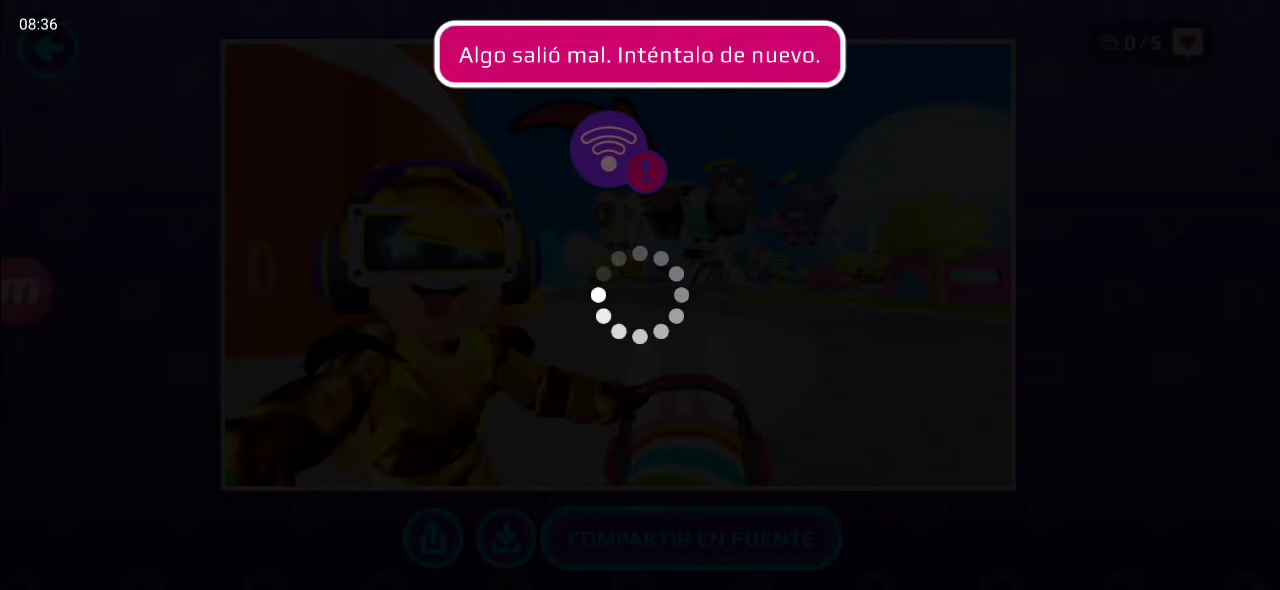 08:36
Algo salió mal. Inténtalo de nuevo.
0/5
m
COMPARTIR EN FUENTE